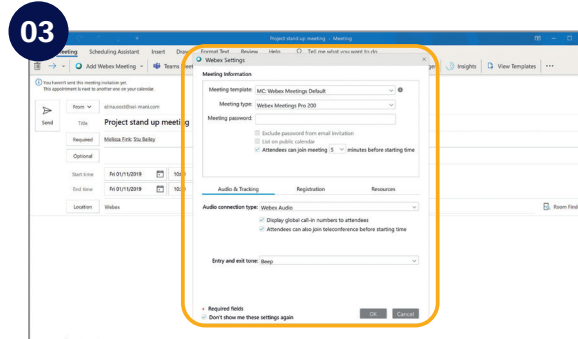 03
Project stand up meeting - Meeting
eting Scheduling Assistant Insert Draw Format Text Review Help Tell me what you want to do
Add Webex Meeting Teams Meet Insights View Templates
You haven't sent this meeting invitation yet.
This appointment is next to another one on your calendar.
Webex Settings
Meeting Information
Meeting template: MC: Webex Meetings Default
Meeting type: Webex Meetings Pro 200
Meeting password:
Exclude password from email invitation
List on public calendar
Attendees can join meeting 5 minutes before starting time
Send
From
Title Project stand up meeting
Required Melissa Fink; Stu Bailey
Optional
Start time Fri 01/11/2019
End time Fri 01/11/2019
Location Webex
Room Find
Audio & Tracking Registration Resources
Audio connection type: Webex Audio
Display global call-in numbers to attendees
Attendees can also join teleconference before starting time
Entry and exit tone: Beep
• Required fields
Don't show me these settings again
OK Cancel